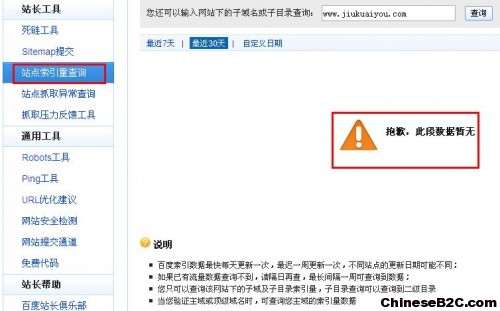 站长工具
死链工具
Sitemap提交
站点索引量查询
站点抓取异常查询
抓取压力反馈工具
通用工具
Robots工具
Ping工具
URL优化建议
网站安全检测
网站提交通道
免费代码
站长帮助
百度站长俱乐部
您还可以输入网站下的子域名或子目录查询： www.jiukuaiyou.com 查询
最近7天 | 最近30天 | 自定义日期
抱歉，此段数据暂无
说明
百度索引数据最快每天更新一次，最迟一周更新一次，不同站点的更新日期可能不同；
如果已有流量数据查询不到，请隔日再查，最长间隔一周可查询到数据；
您只可以查询该网站下的子域及子目录索引量，子目录查询可以查询到二级目录
当您验证主域或顶级域名时，可查询您主域的索引量数据
ChineseB2C.Com